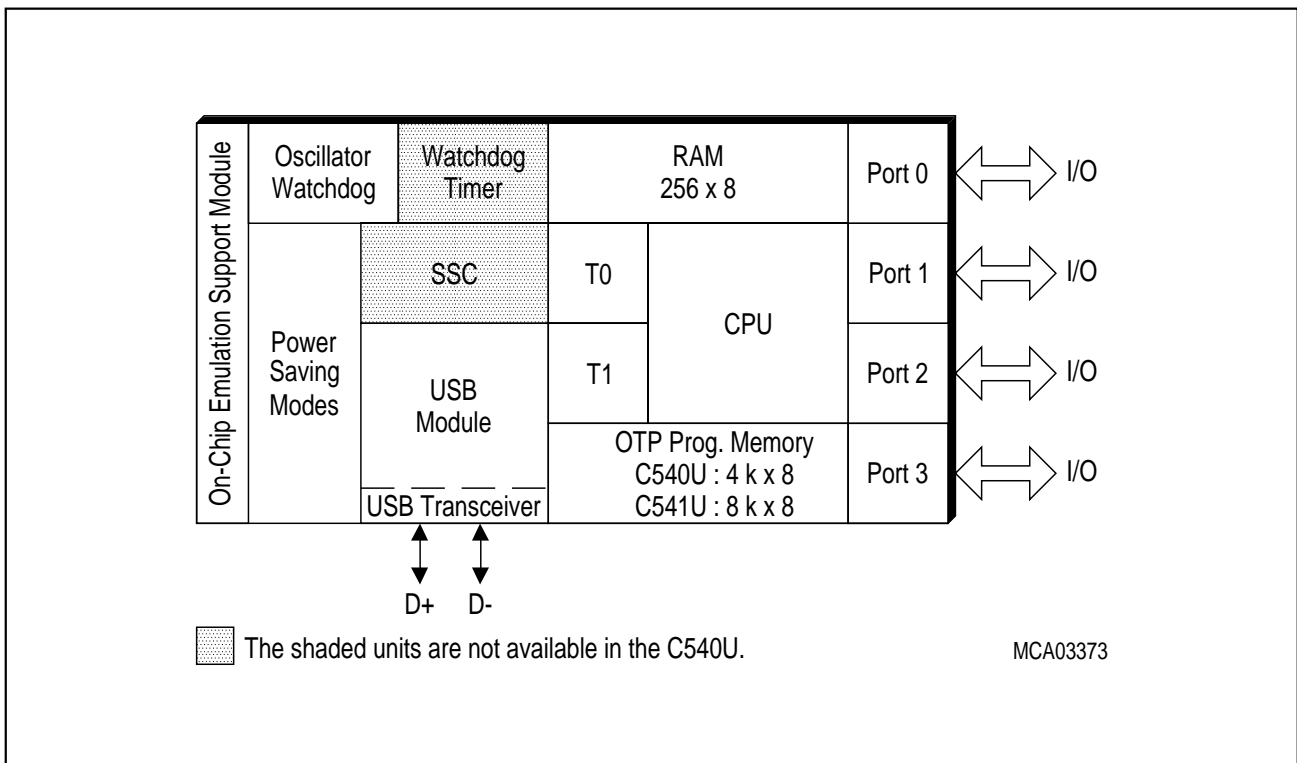 On-Chip Emulation Support Module
Oscillator
Watchdog
Watchdog
Timer
RAM
256 x 8
Port 0
I/O
Power
Saving
Modes
SSC
T0
CPU
Port 1
I/O
USB
Module
T1
Port 2
I/O
OTP Prog. Memory
C540U : 4 k x 8
C541U : 8 k x 8
Port 3
I/O
USB Transceiver
D+ D-
The shaded units are not available in the C540U.
MCA03373